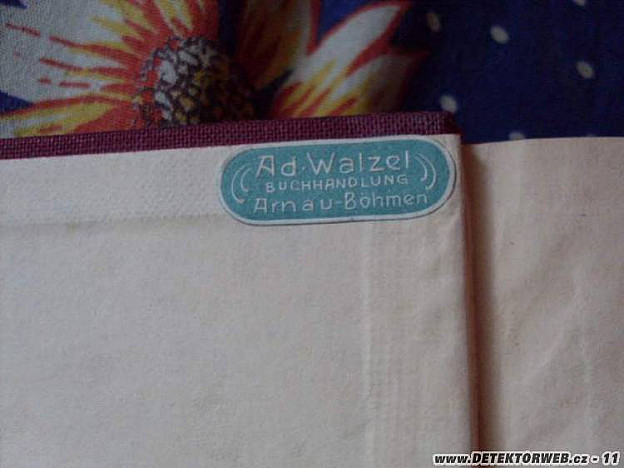 Ad. Walzel
BUCHHANDLUNG
Arnau-Böhmen
www.DETEKTORWEB.cz - 11